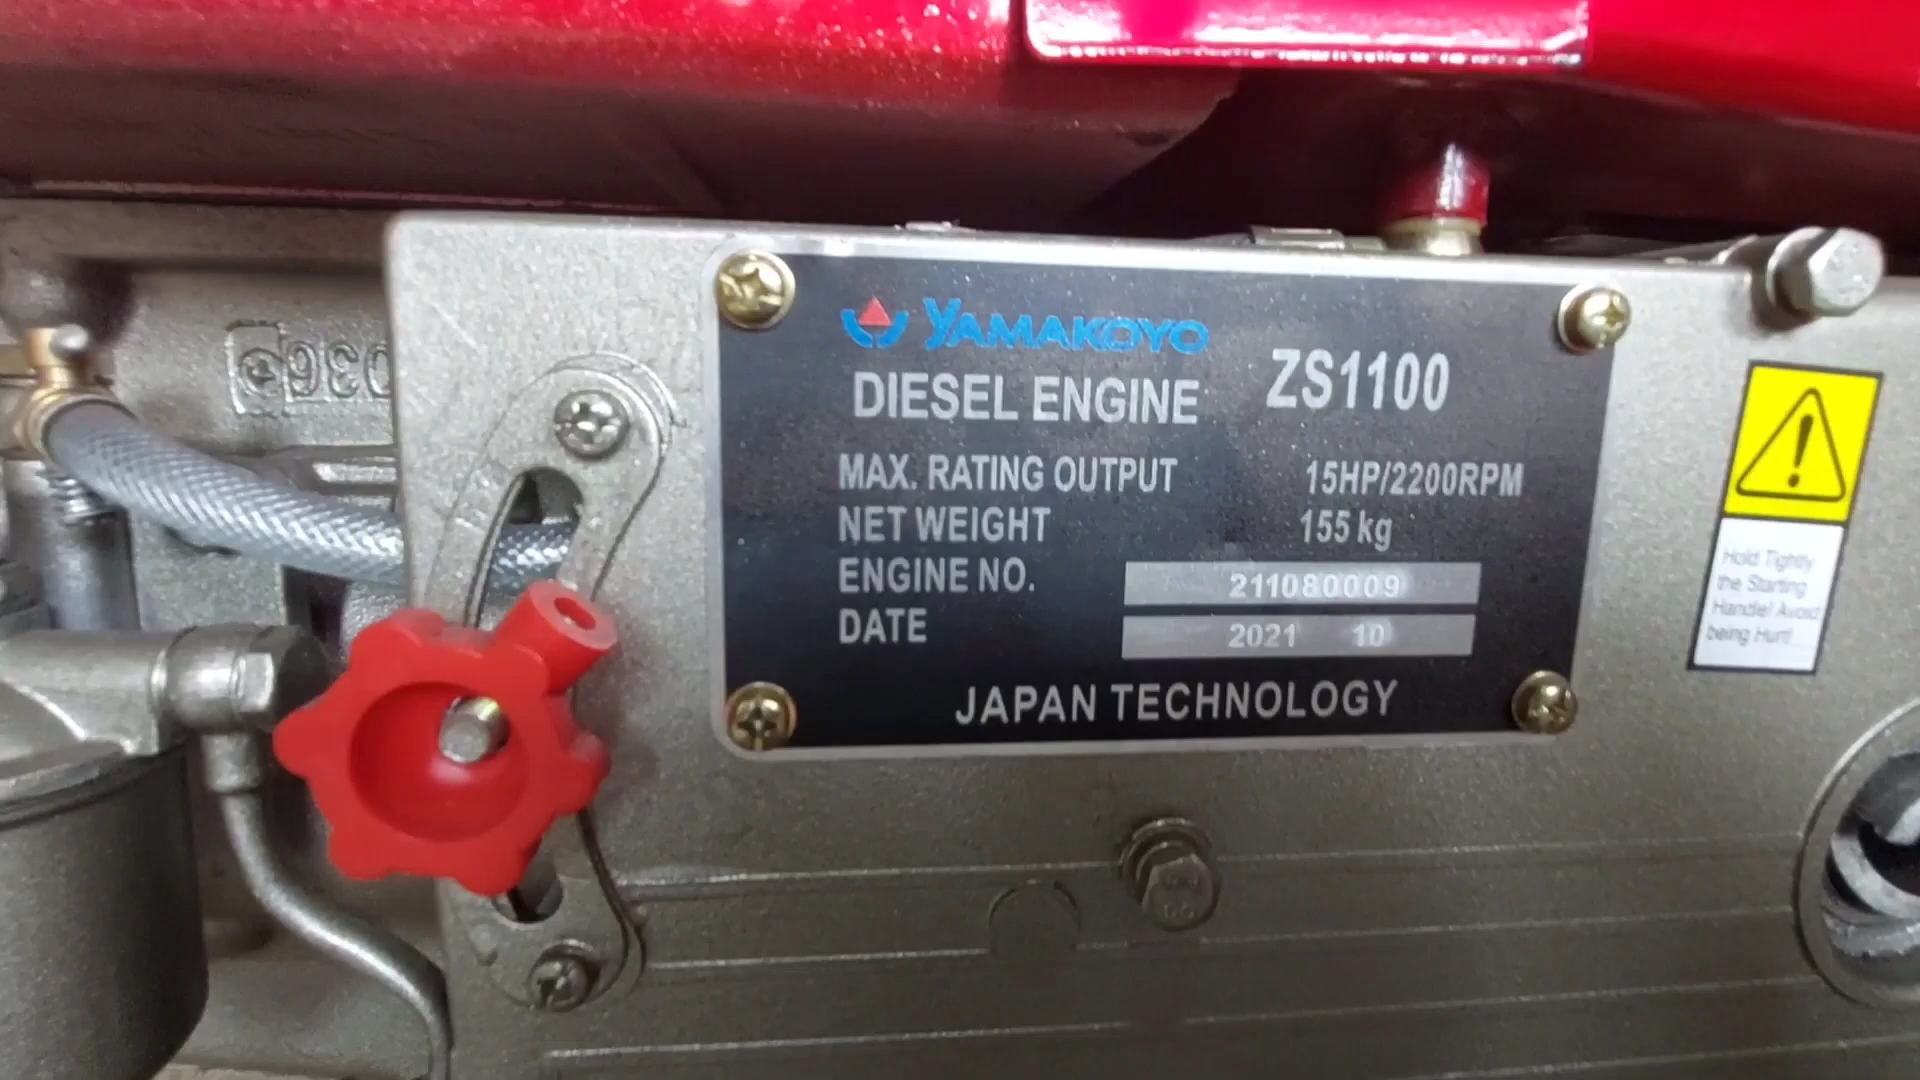 YAMAKOYO
DIESEL ENGINE ZS1100
MAX. RATING OUTPUT 15HP/2200RPM
NET WEIGHT 155 kg
ENGINE NO. 211080009
DATE 2021 10
JAPAN TECHNOLOGY
Hold Tightly
the Starting
Handle! Avoid
being Hurt!